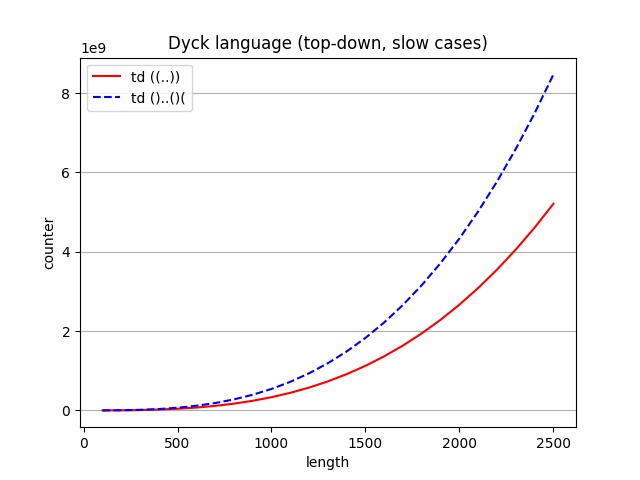 Dyck language (top-down, slow cases)
1e9
td ((..))
td ()..()(
8
6
4
2
0
counter
0 500 1000 1500 2000 2500
length